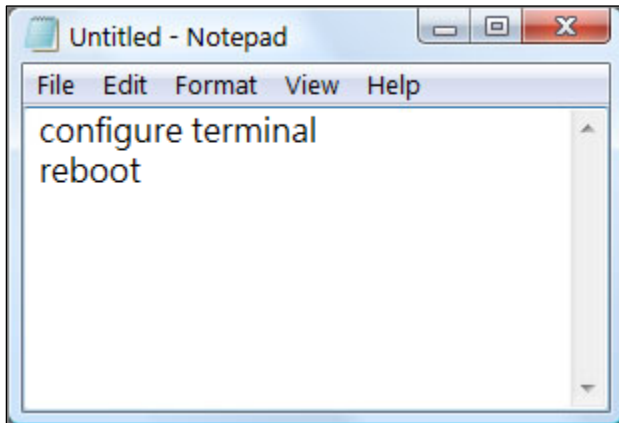 Untitled - Notepad
File Edit Format View Help
configure terminal
reboot